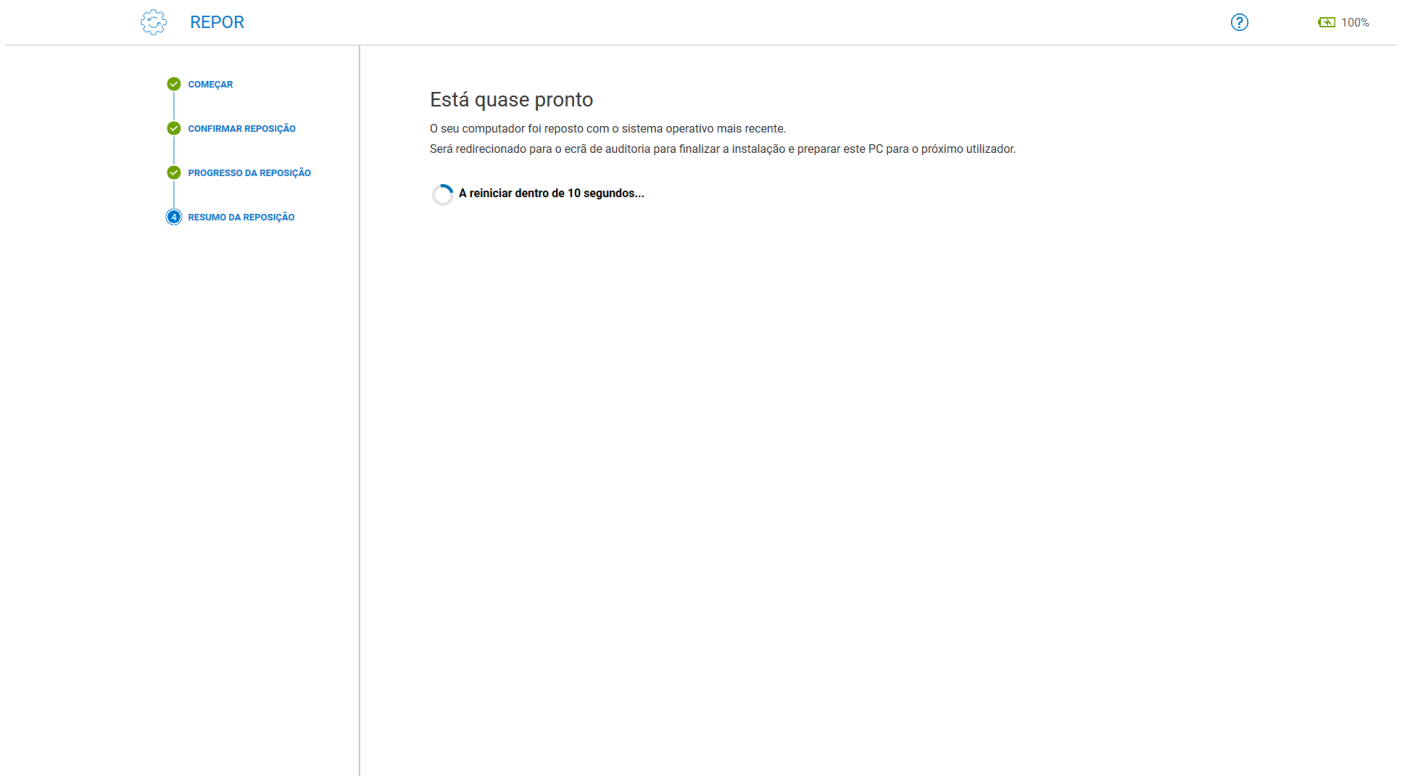 REPOR
100%
COMEÇAR
CONFIRMAR REPOSIÇÃO
PROGRESSO DA REPOSIÇÃO
4 RESUMO DA REPOSIÇÃO
Está quase pronto
O seu computador foi reposto com o sistema operativo mais recente.
Será redirecionado para o ecrã de auditoria para finalizar a instalação e preparar este PC para o próximo utilizador.
A reiniciar dentro de 10 segundos...